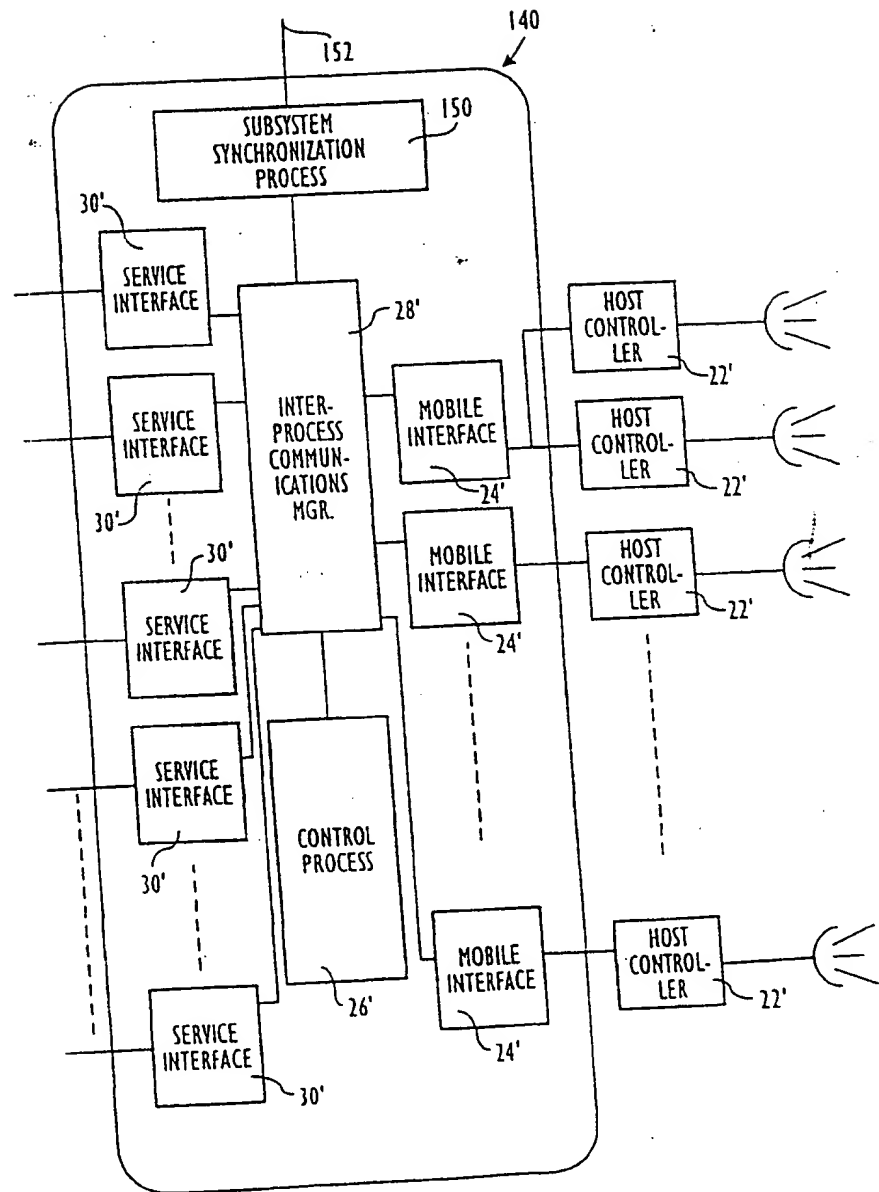 140
152
150
SUBSYSTEM
SYNCHRONIZATION
PROCESS
30'
SERVICE
INTERFACE
28'
INTER-
PROCESS
COMMUN-
ICATIONS
MGR.
HOST
CONTROL-
LER
22'
SERVICE
INTERFACE
30'
MOBILE
INTERFACE
24'
HOST
CONTROL-
LER
22'
30'
SERVICE
INTERFACE
MOBILE
INTERFACE
24'
HOST
CONTROL-
LER
22'
SERVICE
INTERFACE
30'
CONTROL
PROCESS
26'
MOBILE
INTERFACE
24'
HOST
CONTROL-
LER
22'
SERVICE
INTERFACE
30'